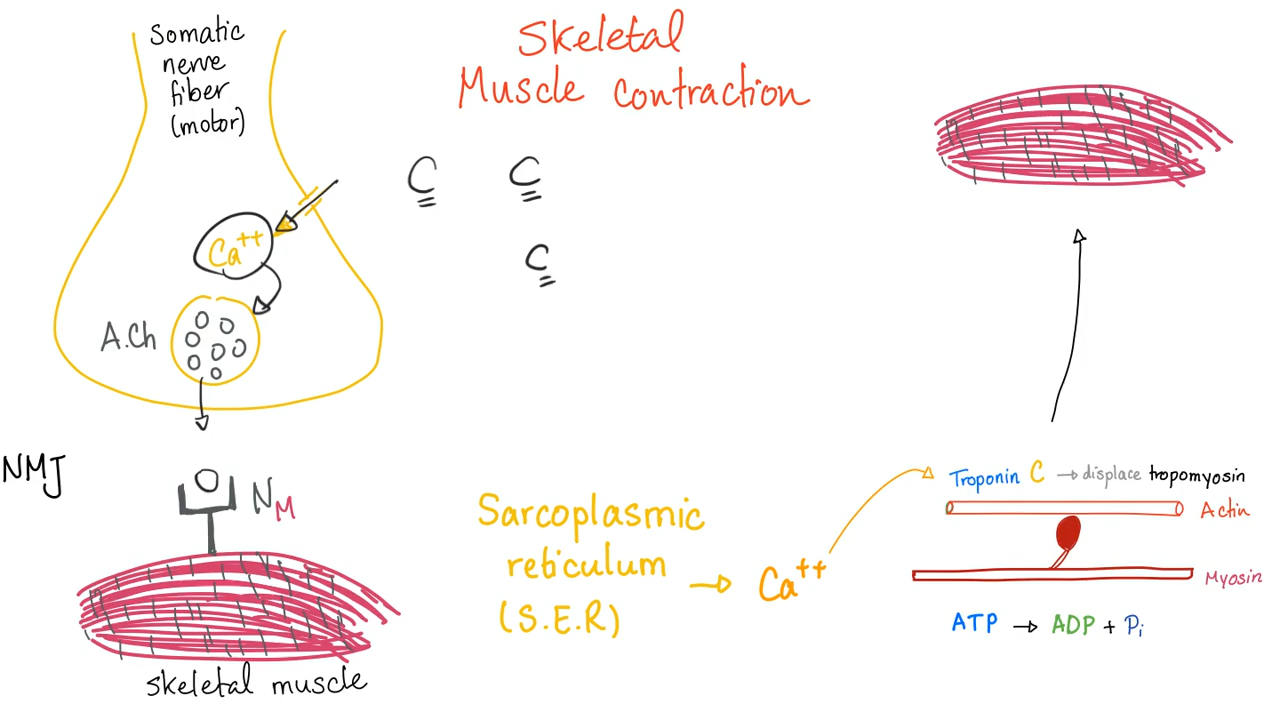 Somatic
nerve
fiber
(motor)
Skeletal
Muscle contraction
C C
C
Ca++
A.Ch
NMJ
NM
skeletal muscle
Sarcoplasmic
reticulum
(S.E.R)
→ Ca++
Troponin C → displace tropomyosin
Actin
Myosin
ATP → ADP + Pi